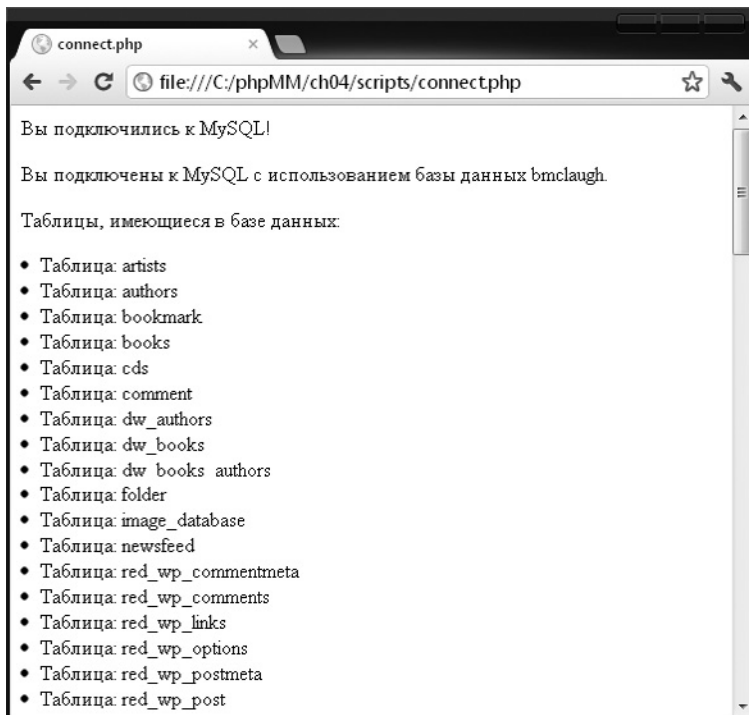 connect.php
file:///C:/phpMM/ch04/scripts/connect.php
Вы подключились к MySQL!
Вы подключены к MySQL с использованием базы данных bmclaugh.
Таблицы, имеющиеся в базе данных:
• Таблица: artists
• Таблица: authors
• Таблица: bookmark
• Таблица: books
• Таблица: cds
• Таблица: comment
• Таблица: dw_authors
• Таблица: dw_books
• Таблица: dw_books_authors
• Таблица: folder
• Таблица: image_database
• Таблица: newsfeed
• Таблица: red_wp_commentmeta
• Таблица: red_wp_comments
• Таблица: red_wp_links
• Таблица: red_wp_options
• Таблица: red_wp_postmeta
• Таблица: red_wp_post